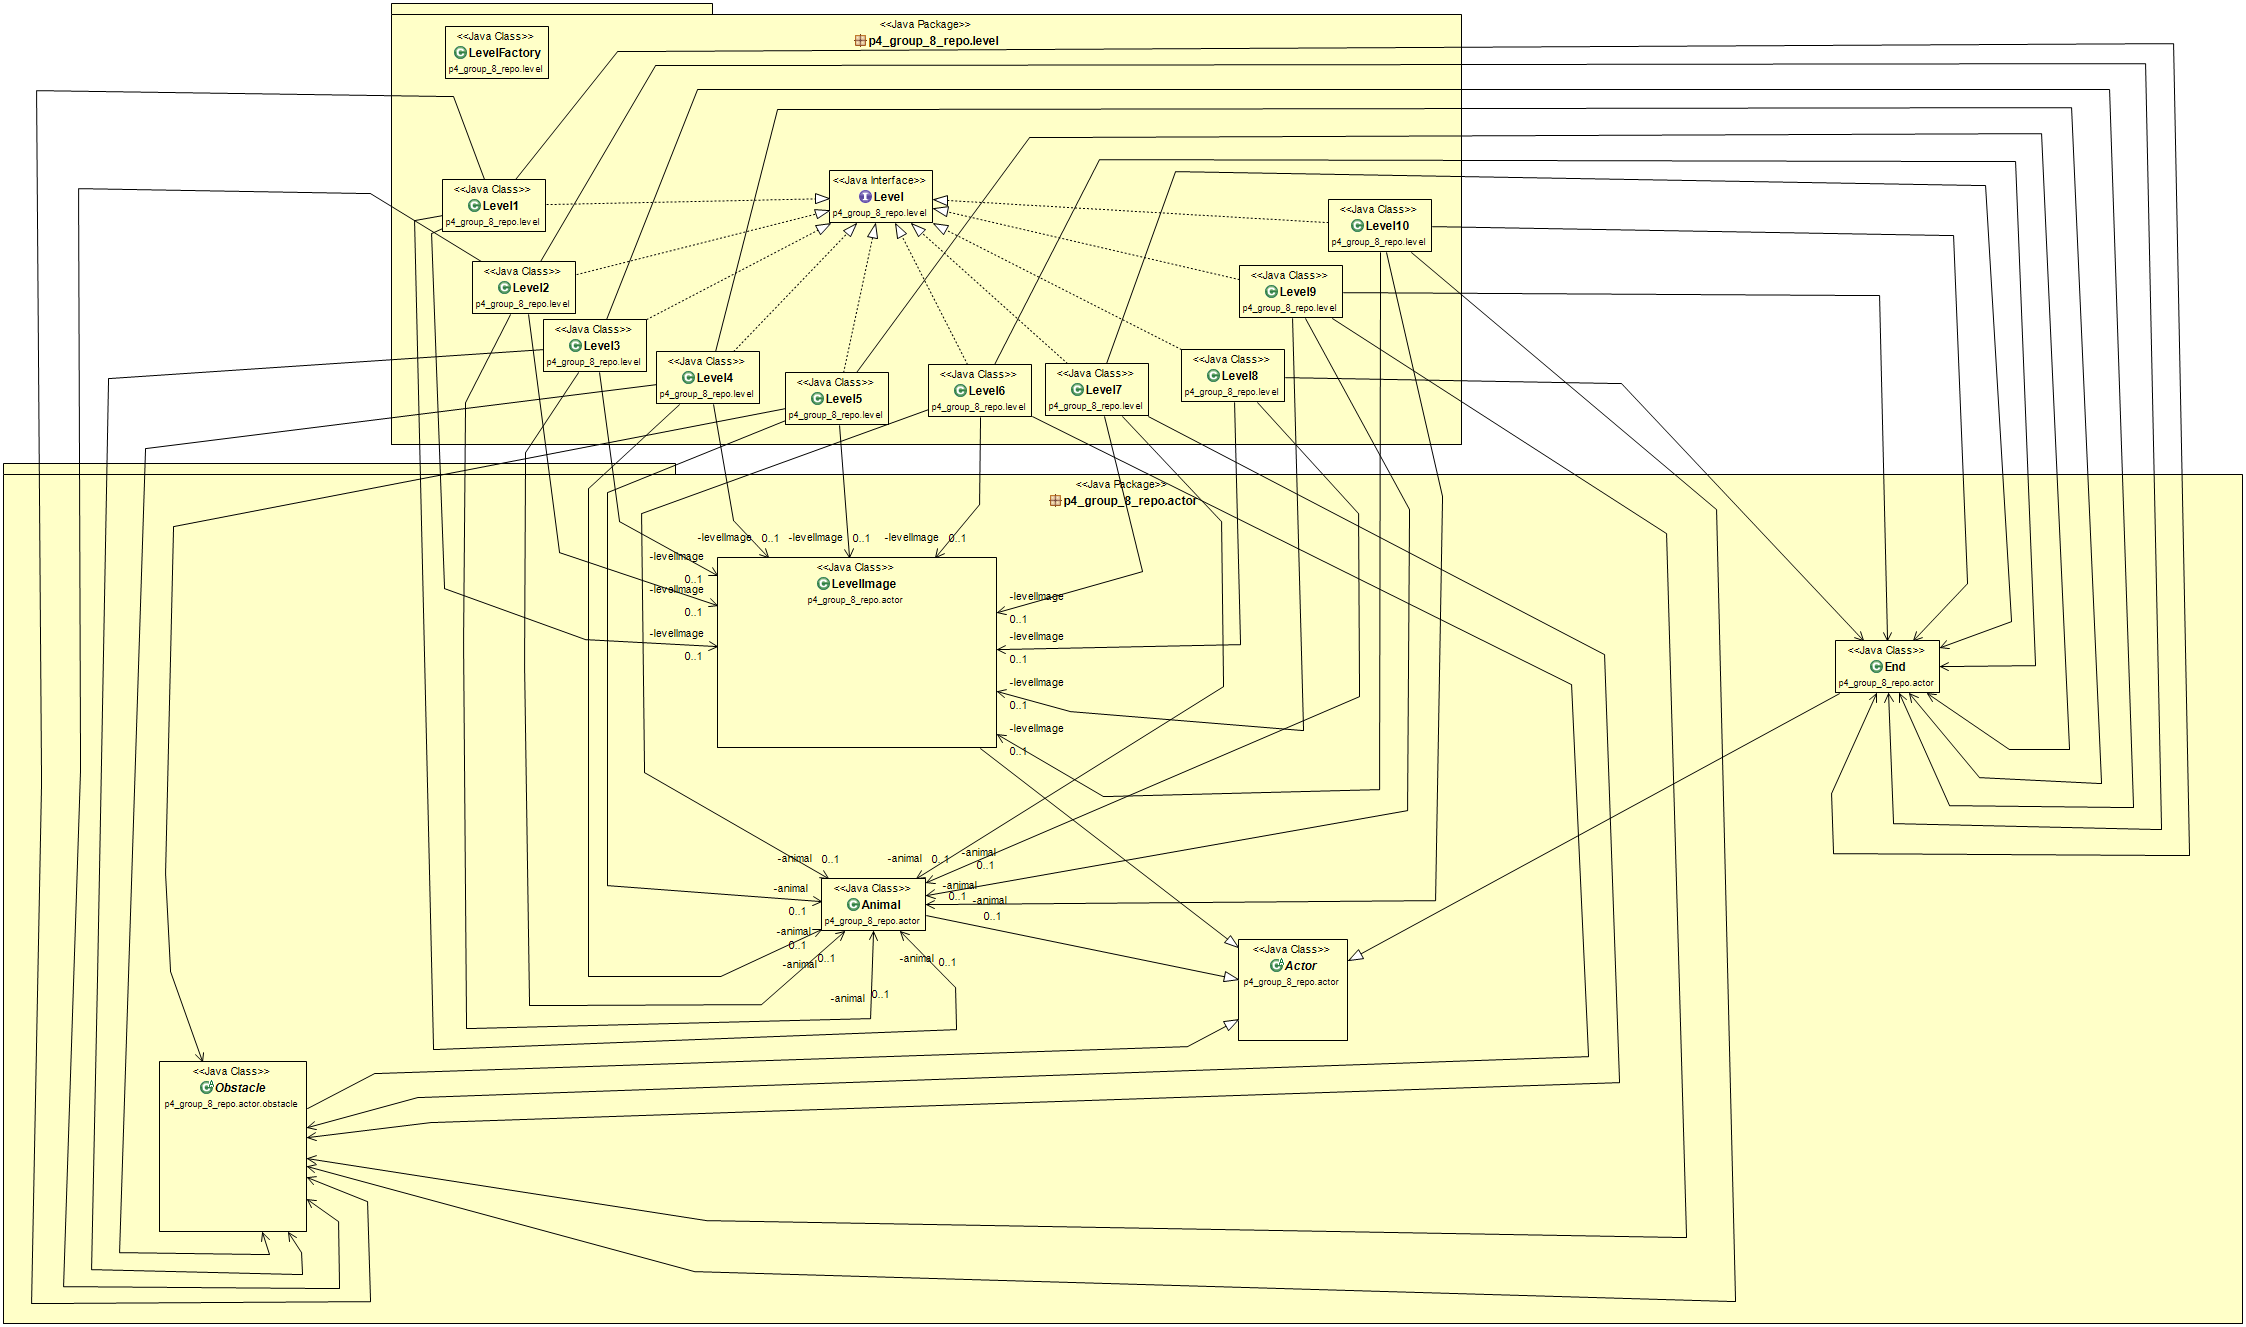 <<Java Package>>
p4_group_8_repo.level
<<Java Class>>
LevelFactory
p4_group_8_repo.level
<<Java Class>>
Level1
p4_group_8_repo.level
<<Java Interface>>
Level
p4_group_8_repo.level
<<Java Class>>
Level10
p4_group_8_repo.level
<<Java Class>>
Level2
p4_group_8_repo.level
<<Java Class>>
Level9
p4_group_8_repo.level
<<Java Class>>
Level3
p4_group_8_repo.level
<<Java Class>>
Level4
p4_group_8_repo.level
<<Java Class>>
Level5
p4_group_8_repo.level
<<Java Class>>
Level6
p4_group_8_repo.level
<<Java Class>>
Level7
p4_group_8_repo.level
<<Java Class>>
Level8
p4_group_8_repo.level
<<Java Package>>
p4_group_8_repo.actor
-levelImage 0..1
-levelImage 0..1
-levelImage 0..1
-levelImage
0..1
-levelImage
0..1
-levelImage
0..1
<<Java Class>>
LevelImage
p4_group_8_repo.actor
-levelImage
0..1
-levelImage
0..1
-levelImage
0..1
-levelImage
0..1
<<Java Class>>
End
p4_group_8_repo.actor
-animal 0..1
-animal 0..1
-animal
0..1
-animal
0..1
-animal
0..1
-animal
0..1
<<Java Class>>
Animal
p4_group_8_repo.actor
-animal
0..1
-animal
0..1
-animal
0..1
-animal
0..1
<<Java Class>>
Actor
p4_group_8_repo.actor
<<Java Class>>
Obstacle
p4_group_8_repo.actor.obstacle